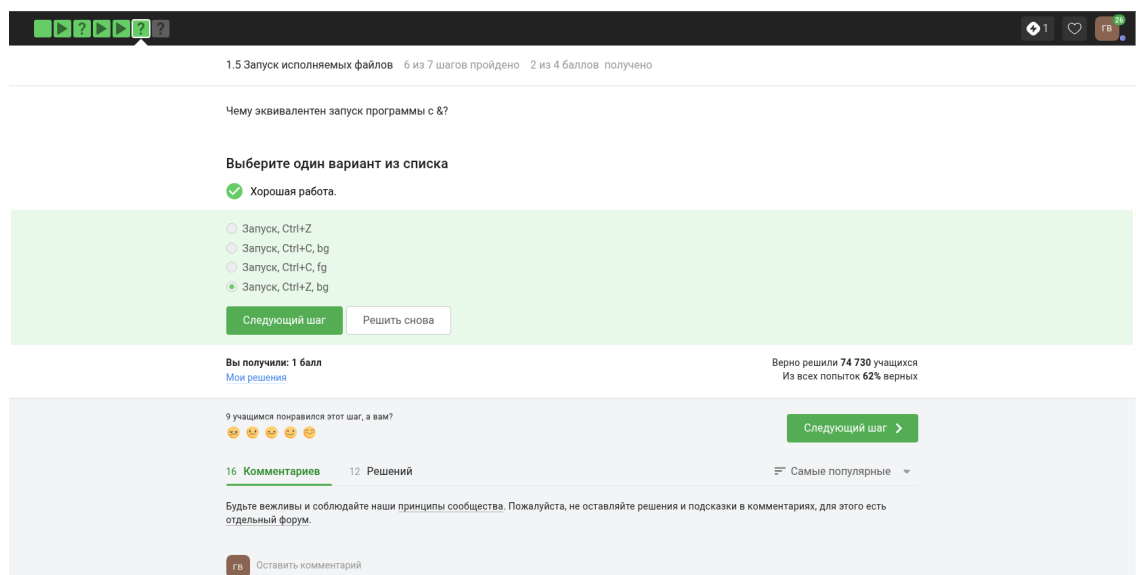 ? ? ?
1
ГВ
26
1.5 Запуск исполняемых файлов 6 из 7 шагов пройдено 2 из 4 баллов получено
Чему эквивалентен запуск программы с &?
Выберите один вариант из списка
Хорошая работа.
Запуск, Ctrl+Z
Запуск, Ctrl+C, bg
Запуск, Ctrl+C, fg
Запуск, Ctrl+Z, bg
Следующий шаг Решить снова
Вы получили: 1 балл
Мои решения
Верно решили 74 730 учащихся
Из всех попыток 62% верных
9 учащимся понравился этот шаг, а вам?
Следующий шаг
16 Комментариев 12 Решений Самые популярные
Будьте вежливы и соблюдайте наши принципы сообщества. Пожалуйста, не оставляйте решения и подсказки в комментариях, для этого есть
отдельный форум.
ГВ Оставить комментарий